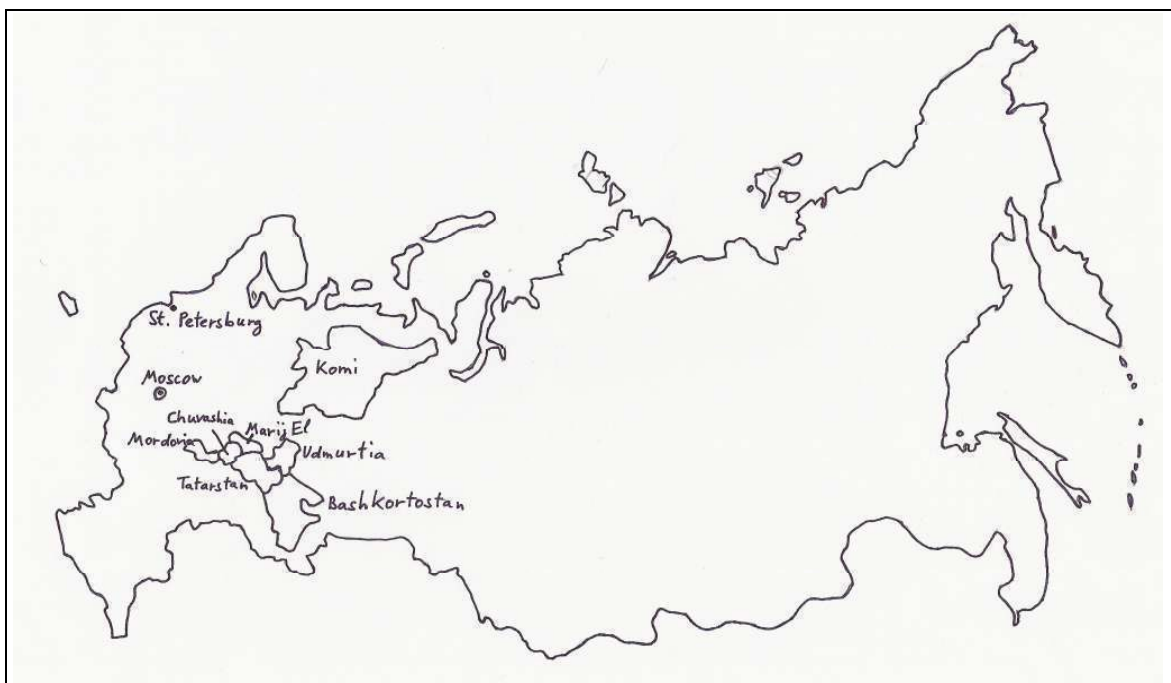 St. Petersburg
Komi
Moscow
Chuvashia
Marij El
Mordovia
Udmurtia
Tatarstan
Bashkortostan